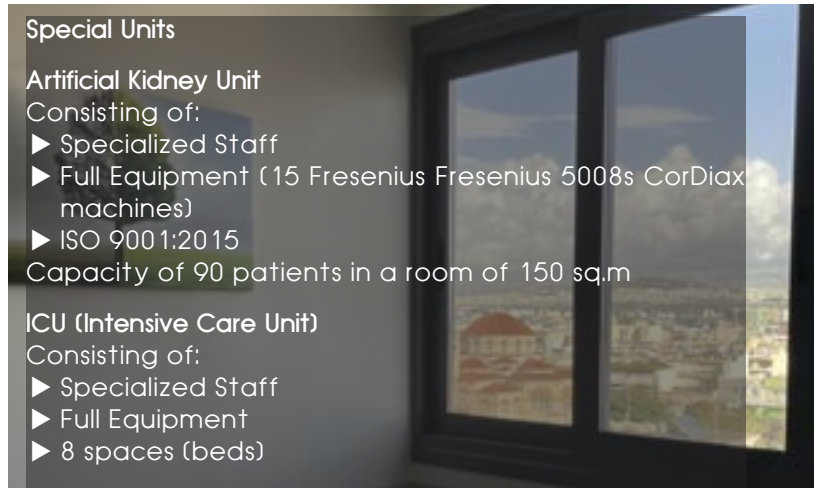 Special Units
Artificial Kidney Unit
Consisting of:
▶ Specialized Staff
▶ Full Equipment (15 Fresenius Fresenius 5008s CorDiax
machines)
▶ ISO 9001:2015
Capacity of 90 patients in a room of 150 sq.m
ICU (Intensive Care Unit)
Consisting of:
▶ Specialized Staff
▶ Full Equipment
▶ 8 spaces (beds)